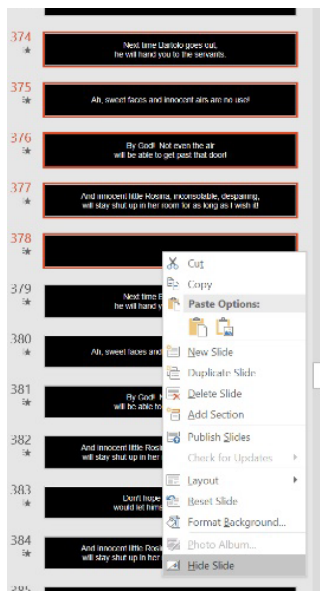 374
Next time Bartolo goes out,
he will hand you to the servants.
375
Ah, sweet faces and innocent airs are no use!
376
By God! Not even the air
will be able to get past that door!
377
And innocent little Rosina, inconsolable, despairing,
will stay shut up in her room for as long as I wish it!
378
379
Next time
he will hand
380
Ah, sweet faces and
381
By God!
will be able to
382
And innocent little
will stay shut up in her
383
Don't hope
would let
384
And innocent little
will stay shut up in her
385
Cut
Copy
Paste Options:
New Slide
Duplicate Slide
Delete Slide
Add Section
Publish Slides
Check for Updates
Layout
Reset Slide
Format Background...
Photo Album...
Hide Slide